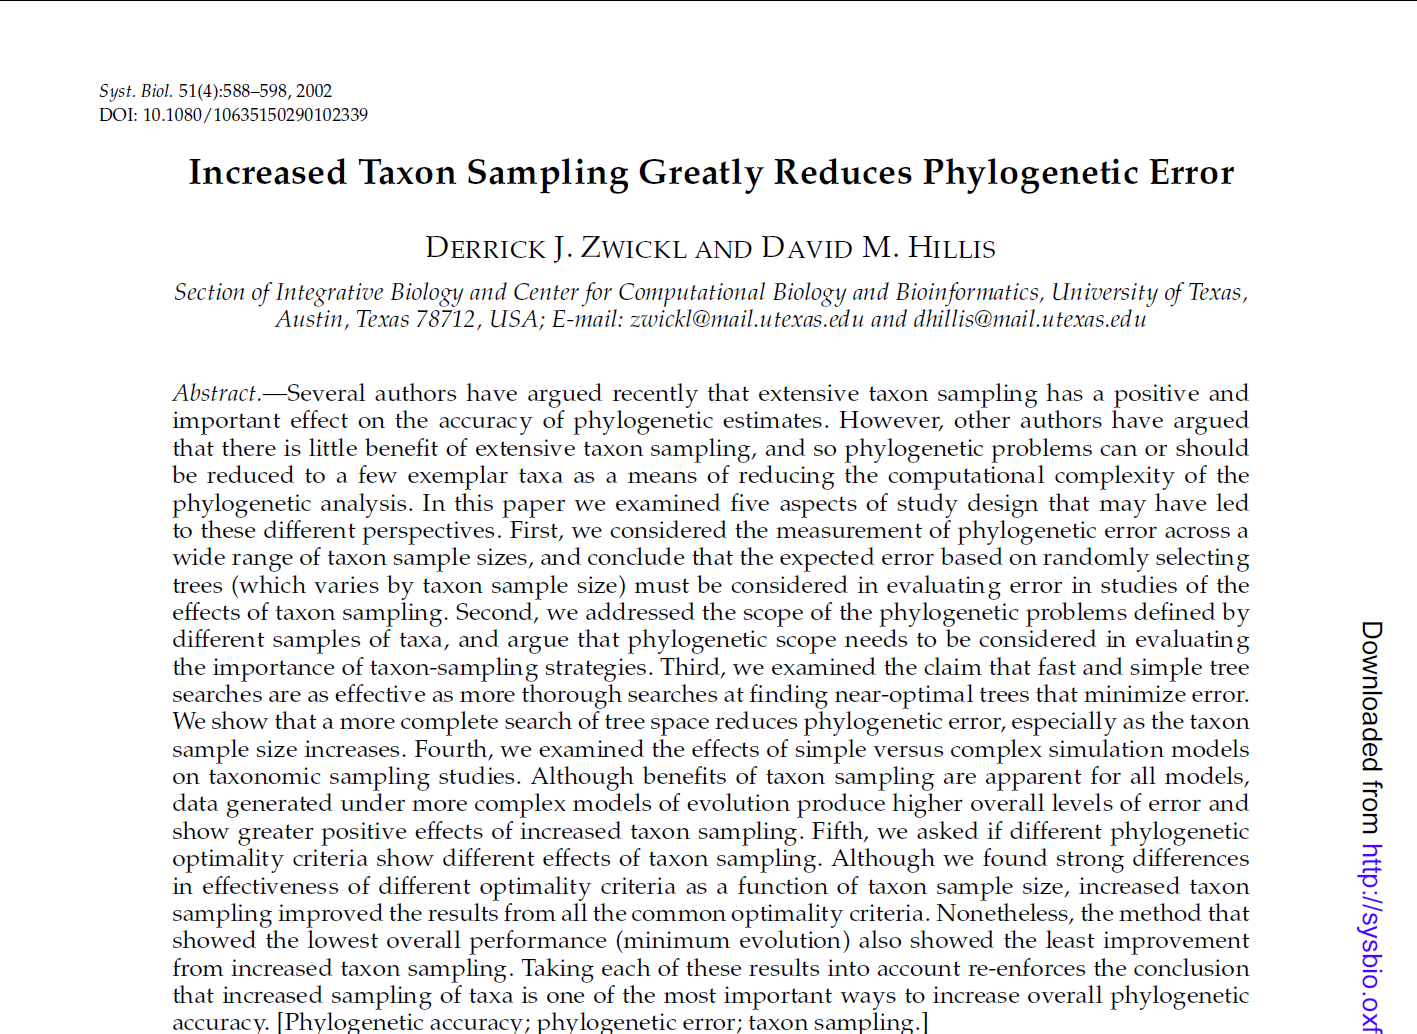 Syst. Biol. 51(4):588–598, 2002
DOI: 10.1080/10635150290102339
Increased Taxon Sampling Greatly Reduces Phylogenetic Error
DERRICK J. ZWICKL AND DAVID M. HILLIS
Section of Integrative Biology and Center for Computational Biology and Bioinformatics, University of Texas,
Austin, Texas 78712, USA; E-mail: zwickl@mail.utexas.edu and dhillis@mail.utexas.edu
Abstract.—Several authors have argued recently that extensive taxon sampling has a positive and
important effect on the accuracy of phylogenetic estimates. However, other authors have argued
that there is little benefit of extensive taxon sampling, and so phylogenetic problems can or should
be reduced to a few exemplar taxa as a means of reducing the computational complexity of the
phylogenetic analysis. In this paper we examined five aspects of study design that may have led
to these different perspectives. First, we considered the measurement of phylogenetic error across a
wide range of taxon sample sizes, and conclude that the expected error based on randomly selecting
trees (which varies by taxon sample size) must be considered in evaluating error in studies of the
effects of taxon sampling. Second, we addressed the scope of the phylogenetic problems defined by
different samples of taxa, and argue that phylogenetic scope needs to be considered in evaluating
the importance of taxon-sampling strategies. Third, we examined the claim that fast and simple tree
searches are as effective as more thorough searches at finding near-optimal trees that minimize error.
We show that a more complete search of tree space reduces phylogenetic error, especially as the taxon
sample size increases. Fourth, we examined the effects of simple versus complex simulation models
on taxonomic sampling studies. Although benefits of taxon sampling are apparent for all models,
data generated under more complex models of evolution produce higher overall levels of error and
show greater positive effects of increased taxon sampling. Fifth, we asked if different phylogenetic
optimality criteria show different effects of taxon sampling. Although we found strong differences
in effectiveness of different optimality criteria as a function of taxon sample size, increased taxon
sampling improved the results from all the common optimality criteria. Nonetheless, the method that
showed the lowest overall performance (minimum evolution) also showed the least improvement
from increased taxon sampling. Taking each of these results into account re-enforces the conclusion
that increased sampling of taxa is one of the most important ways to increase overall phylogenetic
accuracy. [Phylogenetic accuracy; phylogenetic error; taxon sampling.]
Downloaded from http://sysbio.oxf